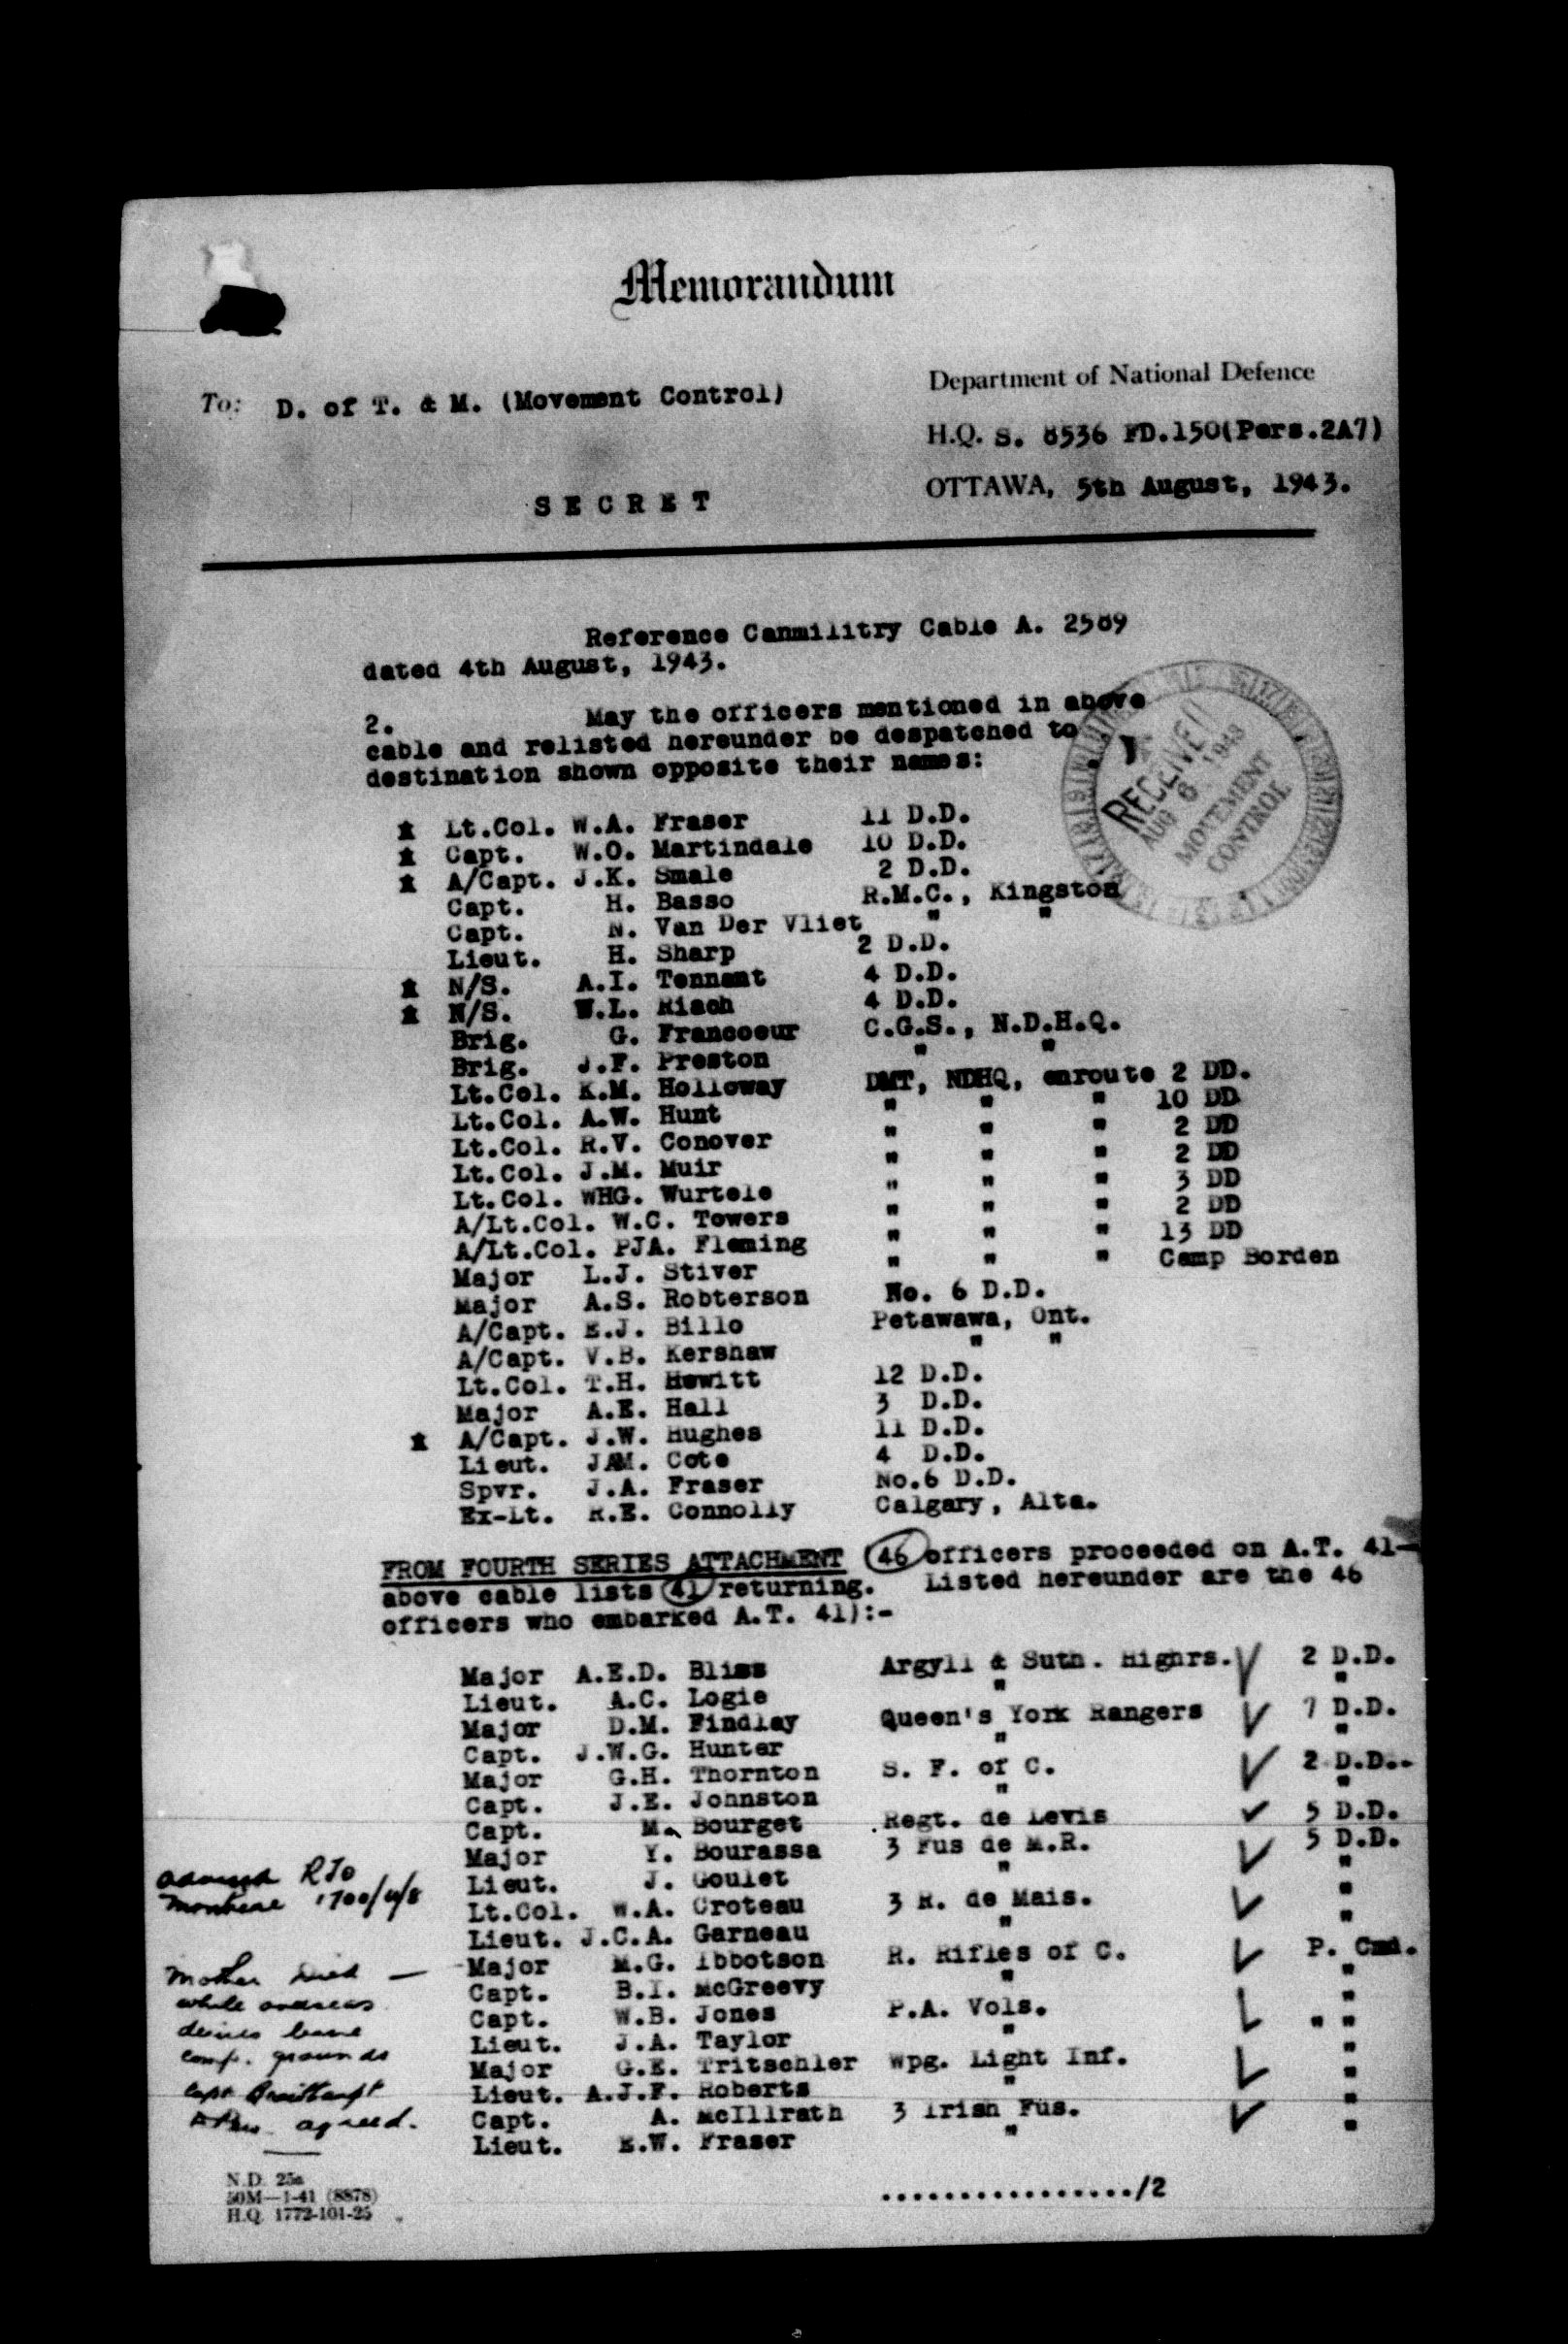 Memorandum
To: D. of T. & M. (Movement Control)
Department of National Defence
H.Q. S. 8536 FD.150(Pers.2A7)
OTTAWA, 5th August, 1943.
S E C R E T
Reference Canmilitry Cable A. 2589
dated 4th August, 1943.
2. May the officers mentioned in above
cable and relisted hereunder be despatched to
destination shown opposite their names:
RECEIVED
AUG 6 1943
MOVEMENT
CONTROL
* Lt.Col. W.A. Fraser 11 D.D.
* Capt. W.O. Martindale 10 D.D.
* A/Capt. J.K. Smale 2 D.D.
Capt. H. Basso R.M.C., Kingston
Capt. N. Van Der Vliet " "
Lieut. H. Sharp 2 D.D.
* N/S. A.I. Tennant 4 D.D.
* N/S. W.L. Riach 4 D.D.
Brig. G. Francoeur C.G.S., N.D.H.Q.
Brig. J.F. Preston " "
Lt.Col. K.M. Holloway DMT, NDHQ, enroute 2 DD.
Lt.Col. A.W. Hunt " " " 10 DD
Lt.Col. R.V. Conover " " " 2 DD
Lt.Col. J.M. Muir " " " 2 DD
Lt.Col. WHG. Wurtele " " " 3 DD
A/Lt.Col. W.C. Towers " " " 2 DD
A/Lt.Col. PJA. Fleming " " " 13 DD
Major L.J. Stiver " " " Camp Borden
Major A.S. Robterson No. 6 D.D.
A/Capt. E.J. Billo Petawawa, Ont.
A/Capt. V.B. Kershaw " "
Lt.Col. T.H. Hewitt 12 D.D.
Major A.E. Hall 3 D.D.
* A/Capt. J.W. Hughes 11 D.D.
Lieut. JAM. Cote 4 D.D.
Spvr. J.A. Fraser No.6 D.D.
Ex-Lt. R.E. Connolly Calgary, Alta.
FROM FOURTH SERIES ATTACHMENT (46 officers proceeded on A.T. 41-
above cable lists 41 returning. Listed hereunder are the 46
officers who embarked A.T. 41):-
Major A.E.D. Bliss Argyll & Suth. Highrs. ✓ 2 D.D.
Lieut. A.C. Logie " "
Major D.M. Findlay Queen's York Rangers ✓ 7 D.D.
Capt. J.W.G. Hunter " "
Major G.H. Thornton S. F. of C. ✓ 2 D.D..
Capt. J.E. Johnston " "
Capt. M. Bourget Regt. de Levis ✓ 5 D.D.
Major Y. Bourassa 3 Fus de M.R. ✓ 5 D.D.
Lieut. J. Goulet " "
Lt.Col. W.A. Croteau 3 R. de Mais. ✓ "
Lieut. J.C.A. Garneau " "
Major M.G. Ibbotson R. Rifles of C. ✓ P. Cmd.
Capt. B.I. McGreevy " "
Capt. W.B. Jones P.A. Vols. ✓ " "
Lieut. J.A. Taylor " "
Major G.E. Tritschler Wpg. Light Inf. ✓ "
Lieut. A.J.F. Roberts " "
Capt. A. McIllrath 3 Irish Fus. ✓ "
Lieut. E.W. Fraser " "
RTO
1700/4/8
Mother died —
while overseas
desires leave
comp. grounds
agreed.
................/2
N.D. 25a
50M—1-41 (8878)
H.Q. 1772-101-25